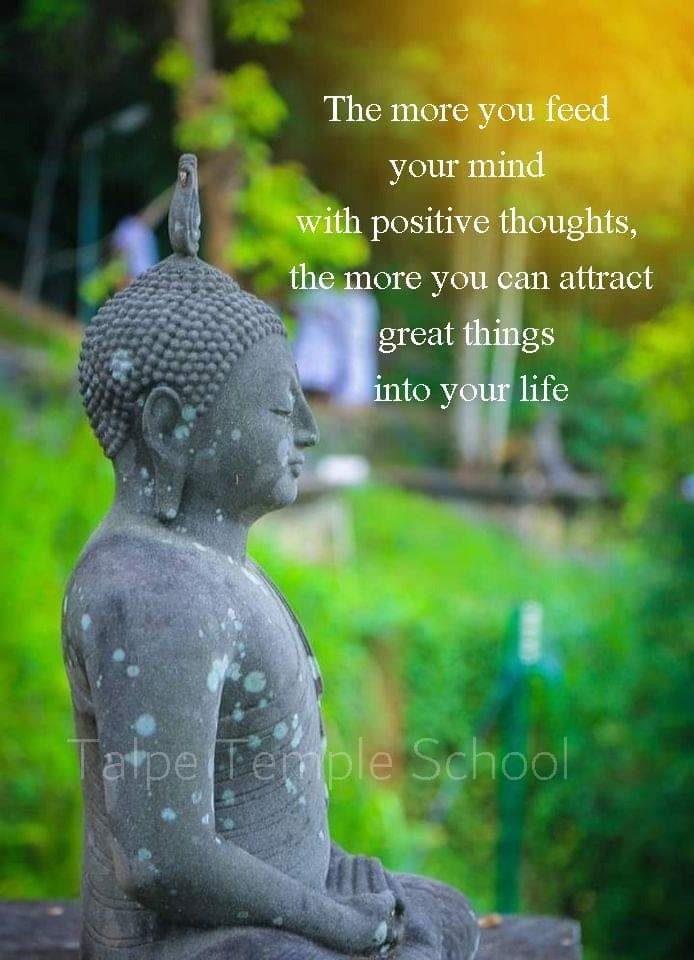 The more you feed
your mind
with positive thoughts,
the more you can attract
great things
into your life
Talpe Temple School